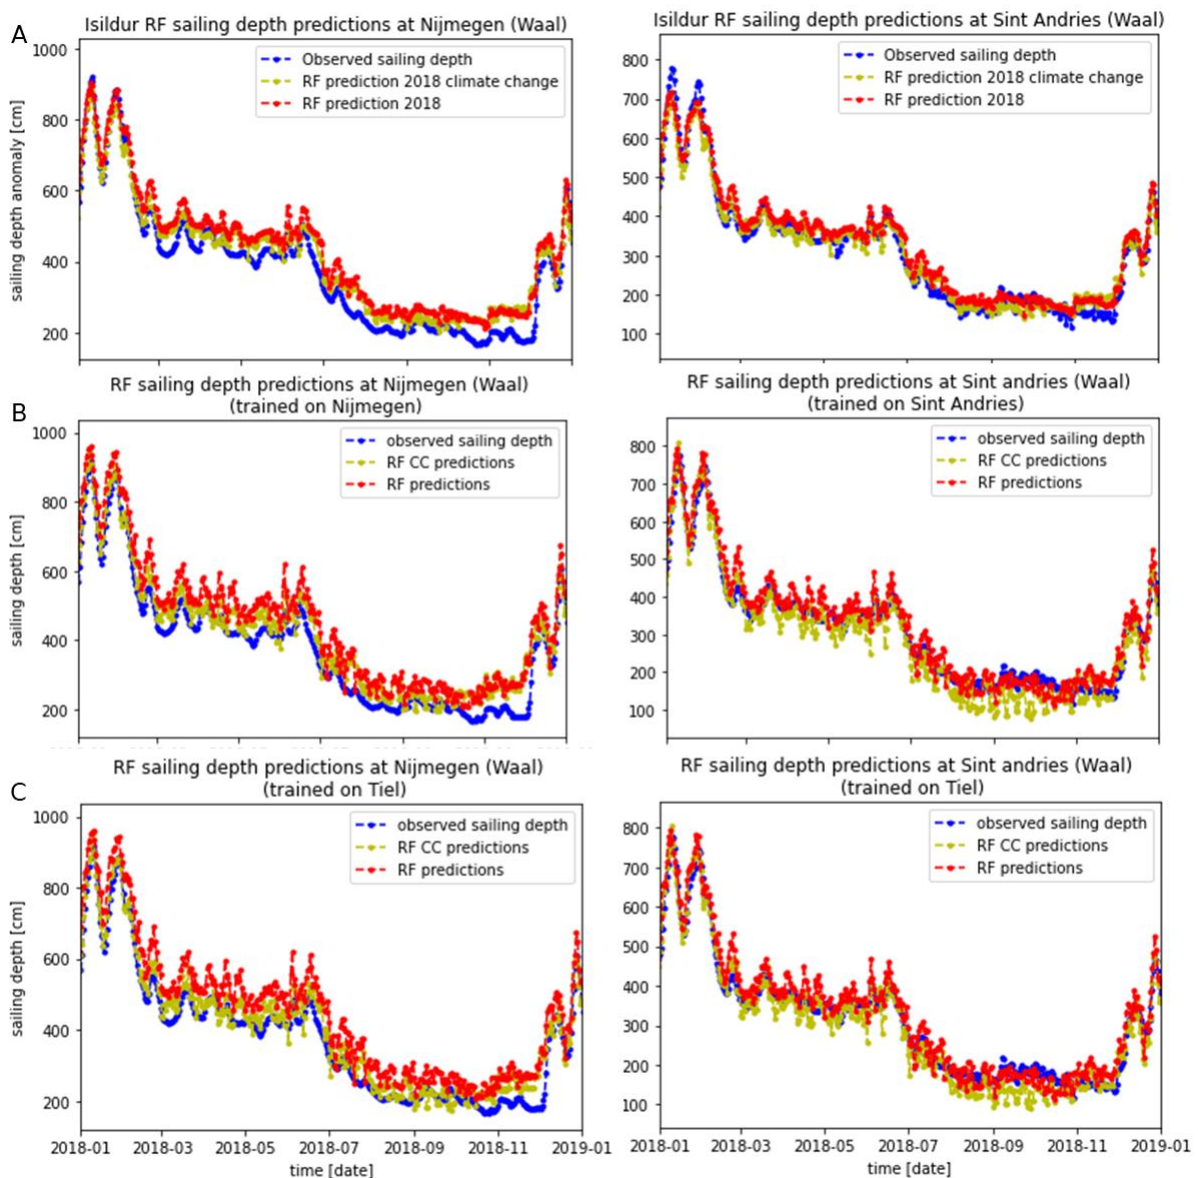 A
Isildur RF sailing depth predictions at Nijmegen (Waal)
1000
800
600
400
200
sailing depth anomaly [cm]
Observed sailing depth
RF prediction 2018 climate change
RF prediction 2018
Isildur RF sailing depth predictions at Sint Andries (Waal)
800
700
600
500
400
300
200
100
Observed sailing depth
RF prediction 2018 climate change
RF prediction 2018
B
RF sailing depth predictions at Nijmegen (Waal)
(trained on Nijmegen)
1000
800
600
400
200
sailing depth [cm]
observed sailing depth
RF CC predictions
RF predictions
RF sailing depth predictions at Sint andries (Waal)
(trained on Sint Andries)
800
700
600
500
400
300
200
100
observed sailing depth
RF CC predictions
RF predictions
C
RF sailing depth predictions at Nijmegen (Waal)
(trained on Tiel)
1000
800
600
400
200
sailing depth [cm]
observed sailing depth
RF CC predictions
RF predictions
2018-01 2018-03 2018-05 2018-07 2018-09 2018-11 2019-01
time [date]
RF sailing depth predictions at Sint andries (Waal)
(trained on Tiel)
800
700
600
500
400
300
200
100
observed sailing depth
RF CC predictions
RF predictions
2018-01 2018-03 2018-05 2018-07 2018-09 2018-11 2019-01
time [date]